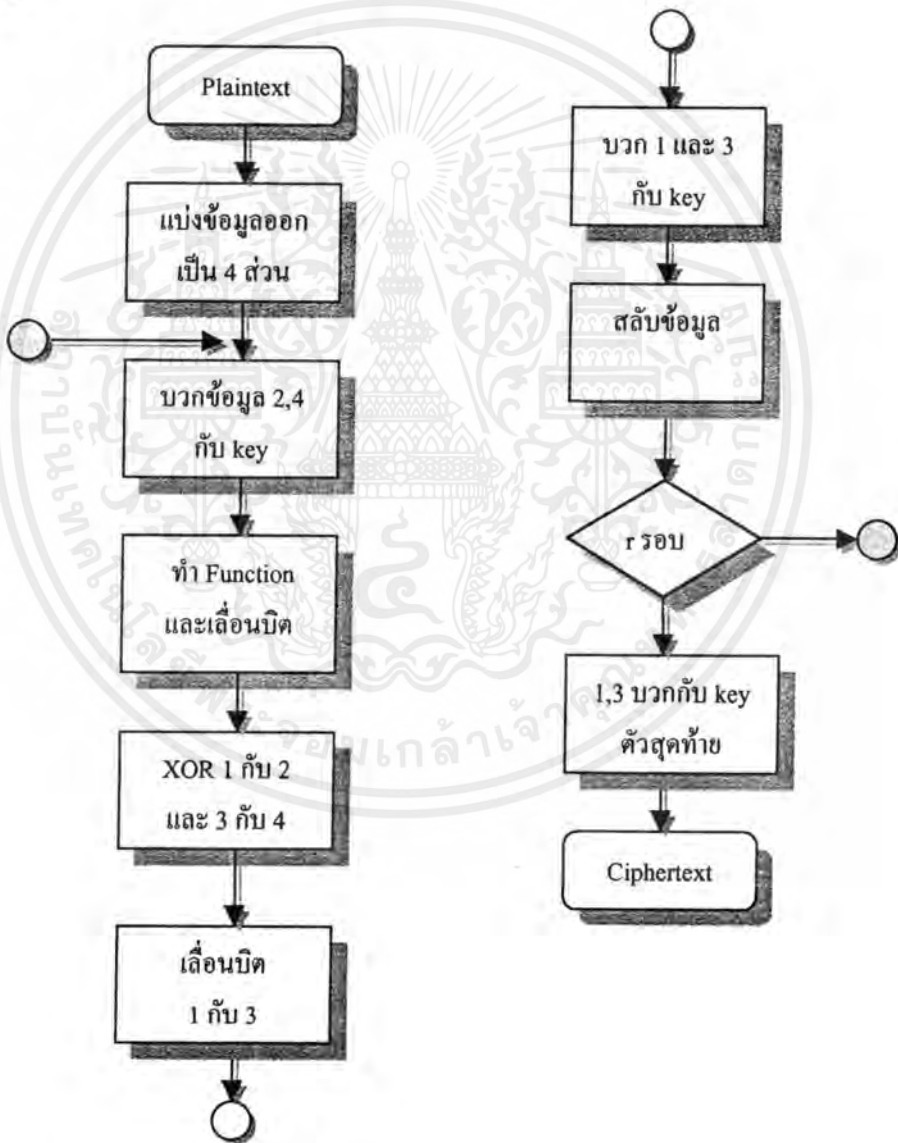 Plaintext
แบ่งข้อมูลออก
เป็น 4 ส่วน
บวกข้อมูล 2,4
กับ key
ทำ Function
และเลื่อนบิต
XOR 1 กับ 2
และ 3 กับ 4
เลื่อนบิต
1 กับ 3
บวก 1 และ 3
กับ key
สลับข้อมูล
r รอบ
1,3 บวกกับ key
ตัวสุดท้าย
Ciphertext